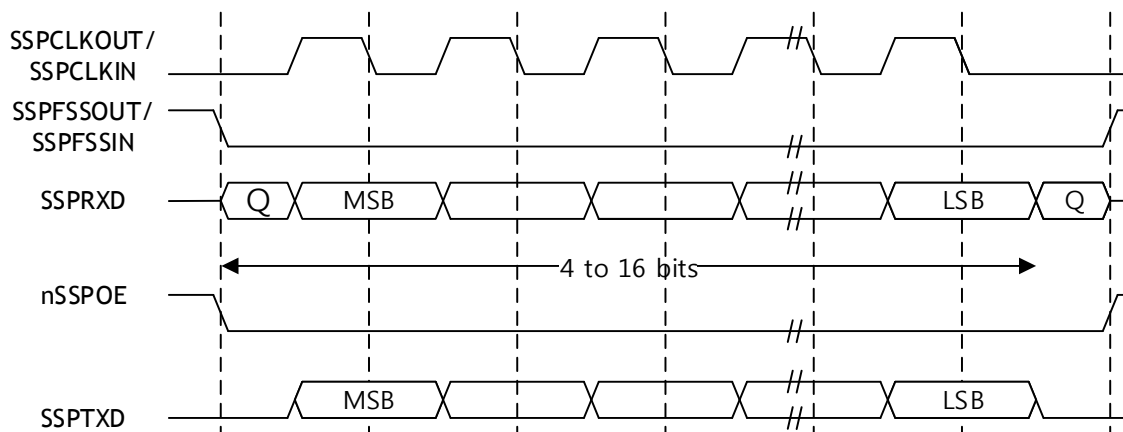 SSPCLKOUT/
SSPCLKIN
SSPFSSOUT/
SSPFSSIN
SSPRXD Q MSB LSB Q
4 to 16 bits
nSSPOE
SSPTXD MSB LSB